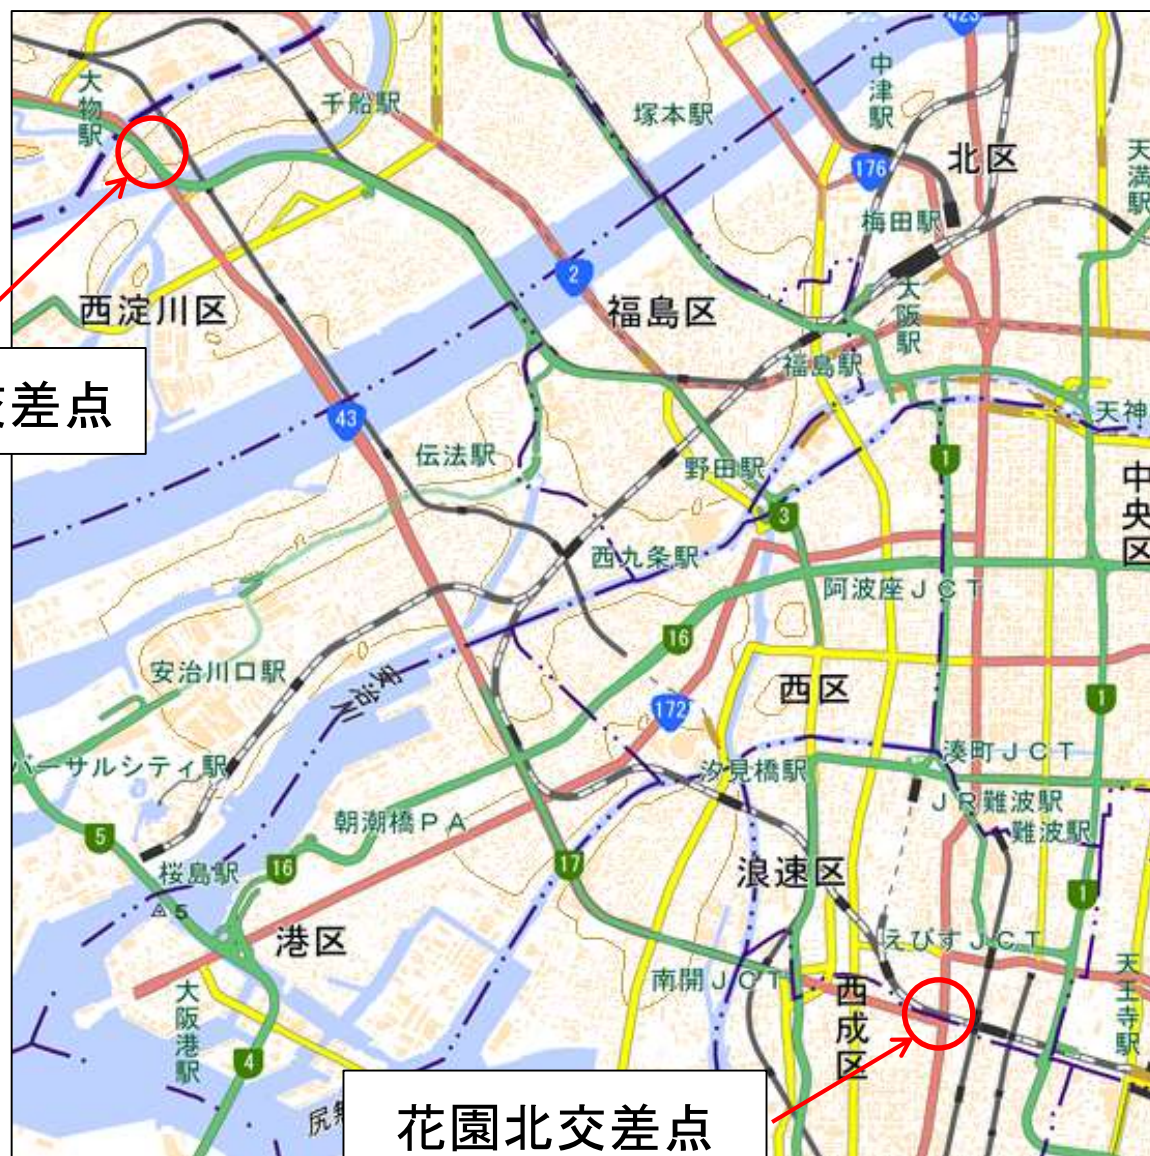 423
大物駅
千船駅
塚本駅
中津駅
北区
天満駅
176
梅田駅
2
西淀川区
福島区
大阪駅
福島駅
交差点
43
天神
伝法駅
野田駅
1
中央区
3
西九条駅
阿波座JCT
16
安治川口駅
安治川
西区
172
1
バーサルシティ駅
汐見橋駅
湊町JCT
JR難波駅
難波駅
朝潮橋PA
5
16
17
桜島駅
浪速区
1
5
港区
えびすJCT
南開JCT
大阪港駅
西成区
天王寺駅
4
花園北交差点